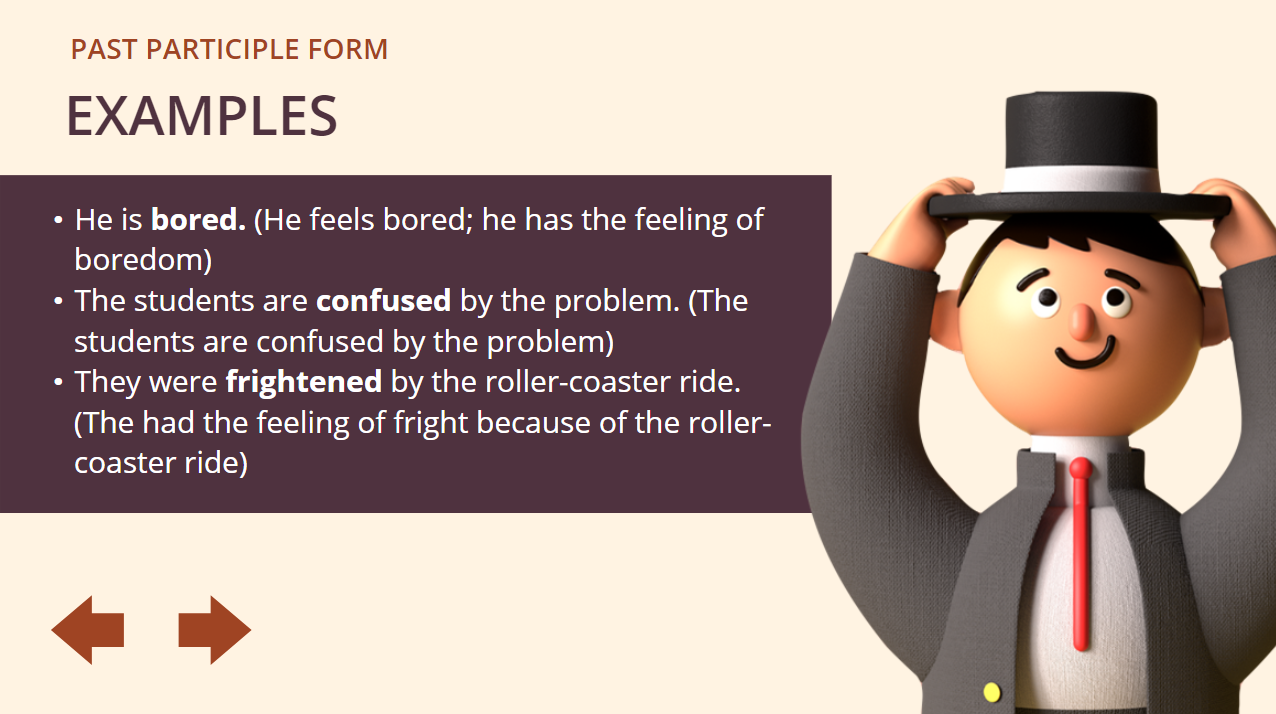 PAST PARTICIPLE FORM
EXAMPLES
• He is bored. (He feels bored; he has the feeling of
boredom)
• The students are confused by the problem. (The
students are confused by the problem)
• They were frightened by the roller-coaster ride.
(The had the feeling of fright because of the roller-
coaster ride)